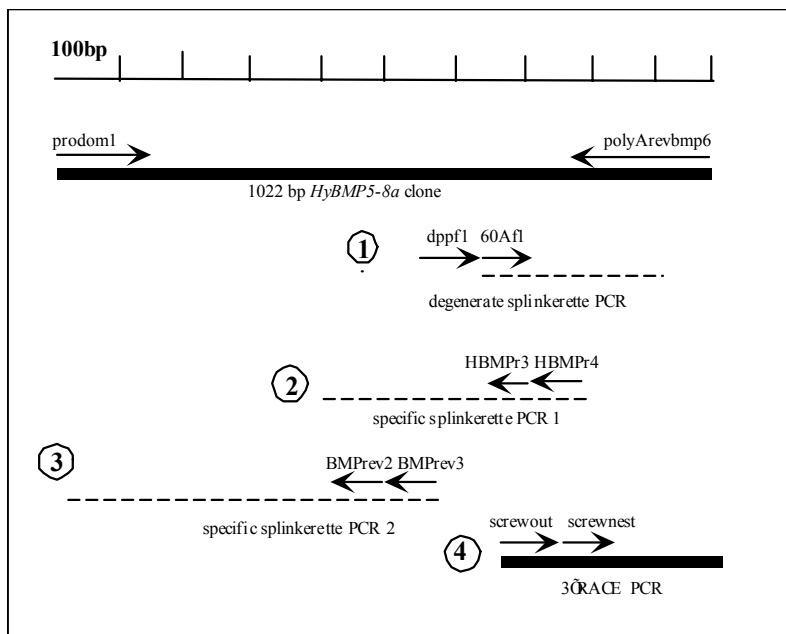 100bp
prodom1
polyArevbmp6
1022 bp HyBMP5-8a clone
1
dppf1 60Af1
degenerate splinkerette PCR
2
HBMPr3 HBMPr4
specific splinkerette PCR 1
3
BMPrev2 BMPrev3
specific splinkerette PCR 2
4
screwout screwnest
3ÕRACE PCR